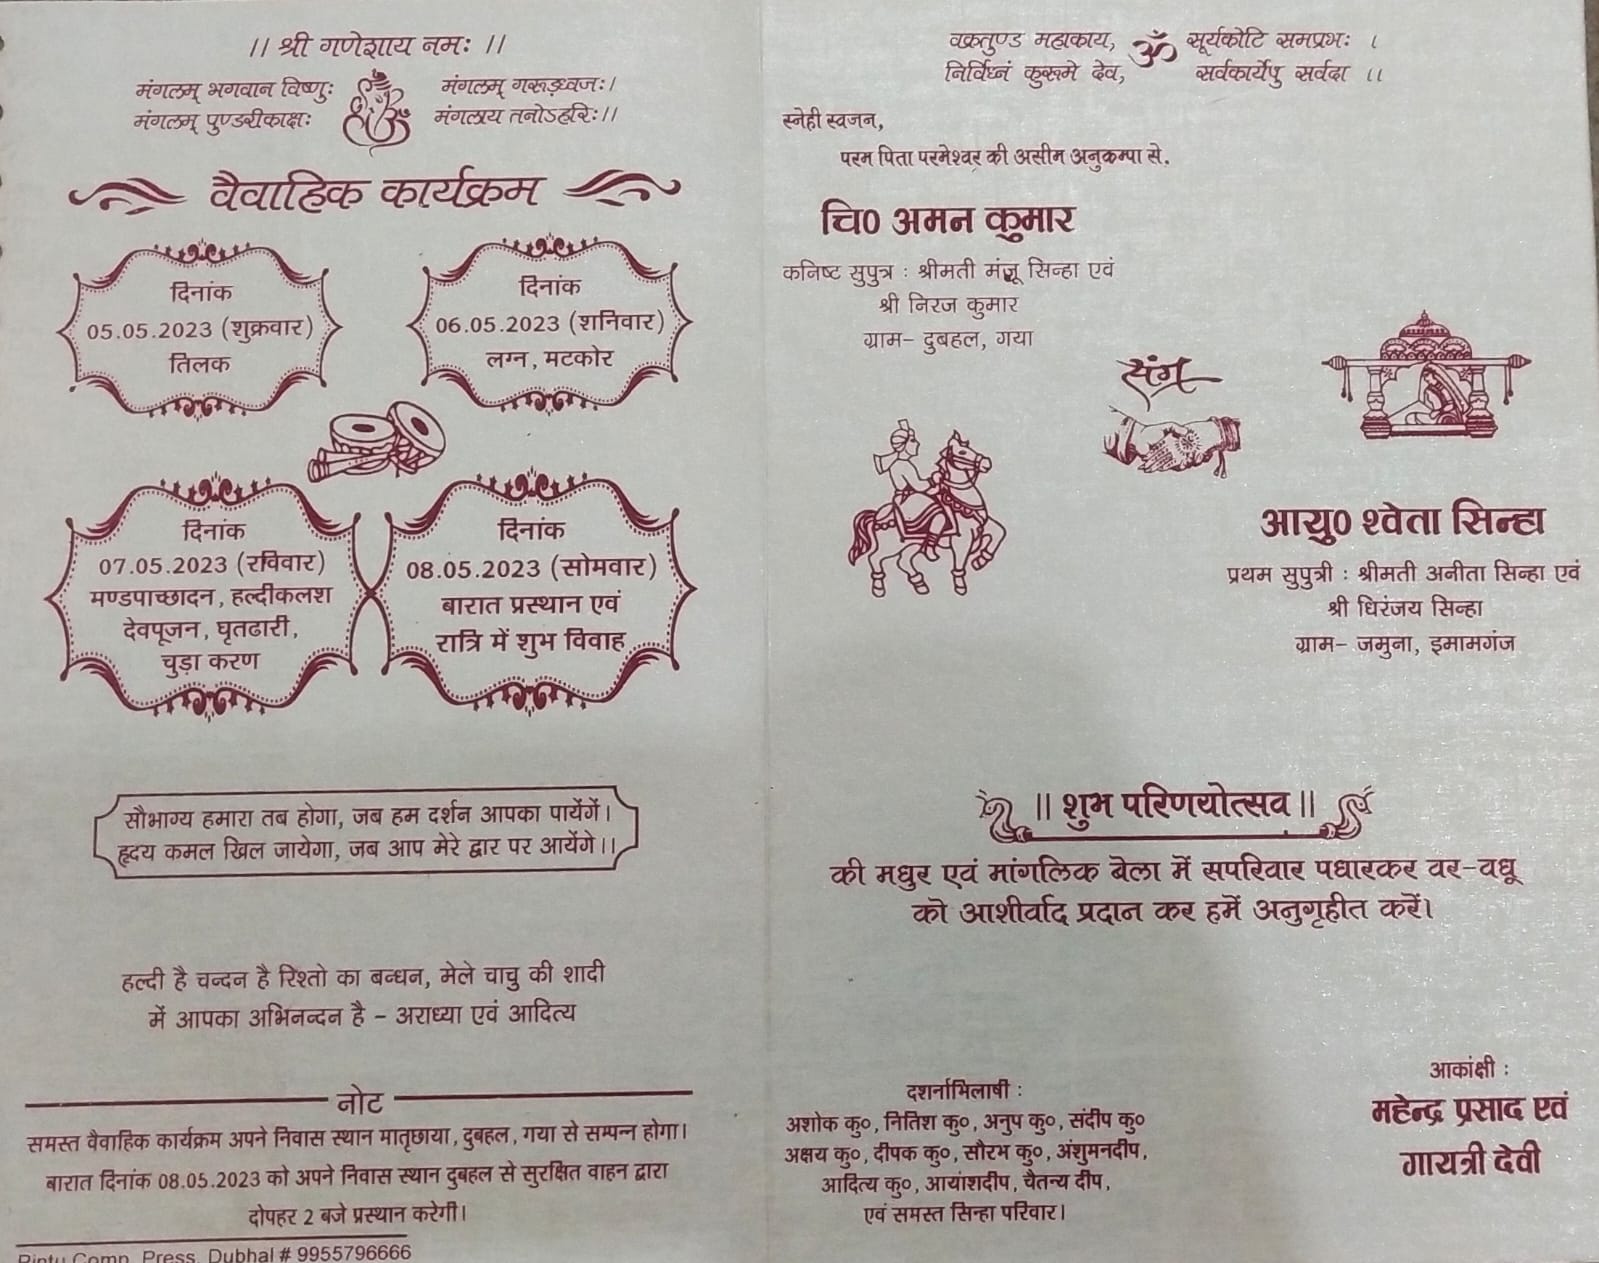 ।। श्री गणेशाय नमः ।।
मंगलम् भगवान विष्णुः मंगलम् गरूड़ध्वजः।
मंगलम् पुण्डरीकाक्षः मंगलाय तनोऽहरिः।।
वैवाहिक कार्यक्रम
दिनांक
05.05.2023 (शुक्रवार)
तिलक
दिनांक
06.05.2023 (शनिवार)
लग्न, मटकोर
दिनांक
07.05.2023 (रविवार)
मण्डपाच्छादन, हल्दीकलश
देवपूजन, घृतढारी,
चुड़ा करण
दिनांक
08.05.2023 (सोमवार)
बारात प्रस्थान एवं
रात्रि में शुभ विवाह
सौभाग्य हमारा तब होगा, जब हम दर्शन आपका पायेंगें।
हृदय कमल खिल जायेगा, जब आप मेरे द्वार पर आयेंगे।।
हल्दी है चन्दन है रिश्तो का बन्धन, मेले चाचु की शादी
में आपका अभिनन्दन है - अराध्या एवं आदित्य
नोट
समस्त वैवाहिक कार्यक्रम अपने निवास स्थान मातृछाया, दुबहल, गया से सम्पन्न होगा।
बारात दिनांक 08.05.2023 को अपने निवास स्थान दुबहल से सुरक्षित वाहन द्वारा
दोपहर 2 बजे प्रस्थान करेगी।
Pintu Comp. Press, Dubhal # 9955796666
वक्रतुण्ड महाकाय, ॐ सूर्यकोटि समप्रभः ।
निर्विघ्नं कुरूमे देव, सर्वकार्येपु सर्वदा ।।
स्नेही स्वजन,
परम पिता परमेश्वर की असीम अनुकम्पा से.
चि० अमन कुमार
कनिष्ट सुपुत्र : श्रीमती मंजू सिन्हा एवं
श्री निरज कुमार
ग्राम- दुबहल, गया
संग
आयु० श्वेता सिन्हा
प्रथम सुपुत्री : श्रीमती अनीता सिन्हा एवं
श्री धिरंजय सिन्हा
ग्राम- जमुना, इमामगंज
।। शुभ परिणयोत्सव ।।
की मधुर एवं मांगलिक बेला में सपरिवार पधारकर वर-वधू
को आशीर्वाद प्रदान कर हमें अनुगृहीत करें।
दशर्नाभिलाषी :
अशोक कु०, नितिश कु०, अनुप कु०, संदीप कु०
अक्षय कु०, दीपक कु०, सौरभ कु०, अंशुमनदीप,
आदित्य कु०, आयांशदीप, चैतन्य दीप,
एवं समस्त सिन्हा परिवार।
आकांक्षी :
महेन्द्र प्रसाद एवं
गायत्री देवी